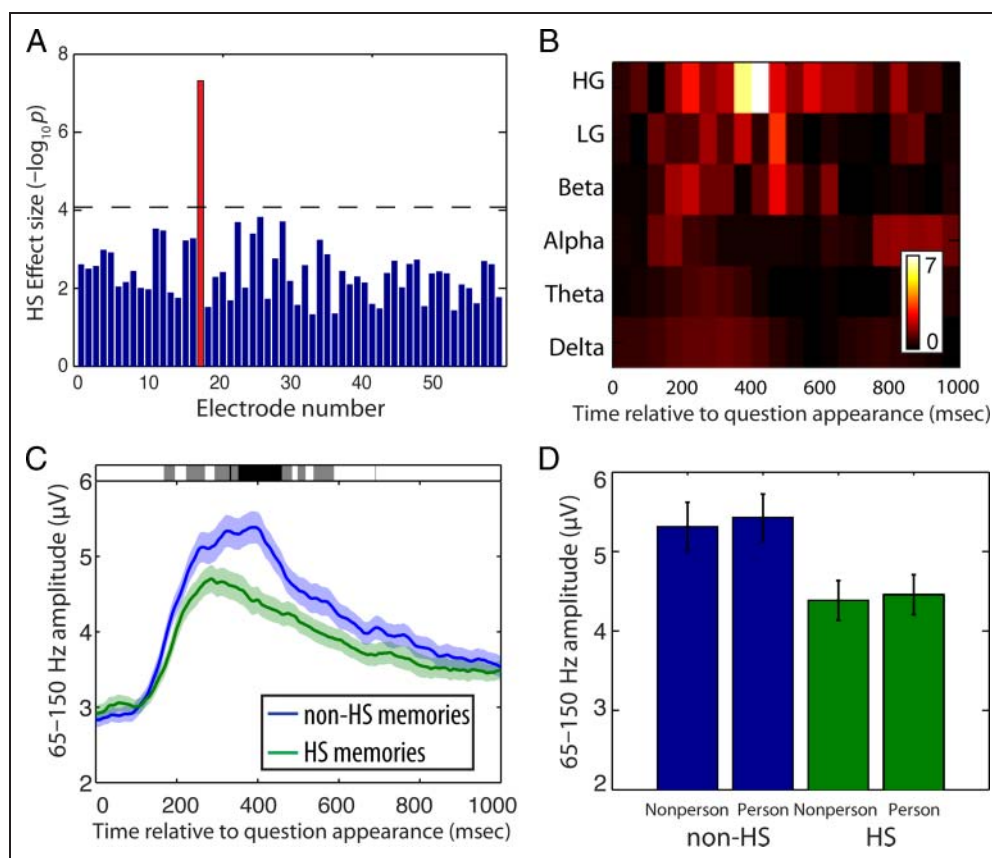 A
HS Effect size (−log10p)
8
6
4
2
0
0 10 20 30 40 50
Electrode number
B
HG
LG
Beta
Alpha
Theta
Delta
7
0
0 200 400 600 800 1000
Time relative to question appearance (msec)
C
65−150 Hz amplitude (µV)
6
5
4
3
2
non-HS memories
HS memories
0 200 400 600 800 1000
Time relative to question appearance (msec)
D
65−150 Hz amplitude (µV)
6
5
4
3
2
Nonperson Person Nonperson Person
non-HS HS